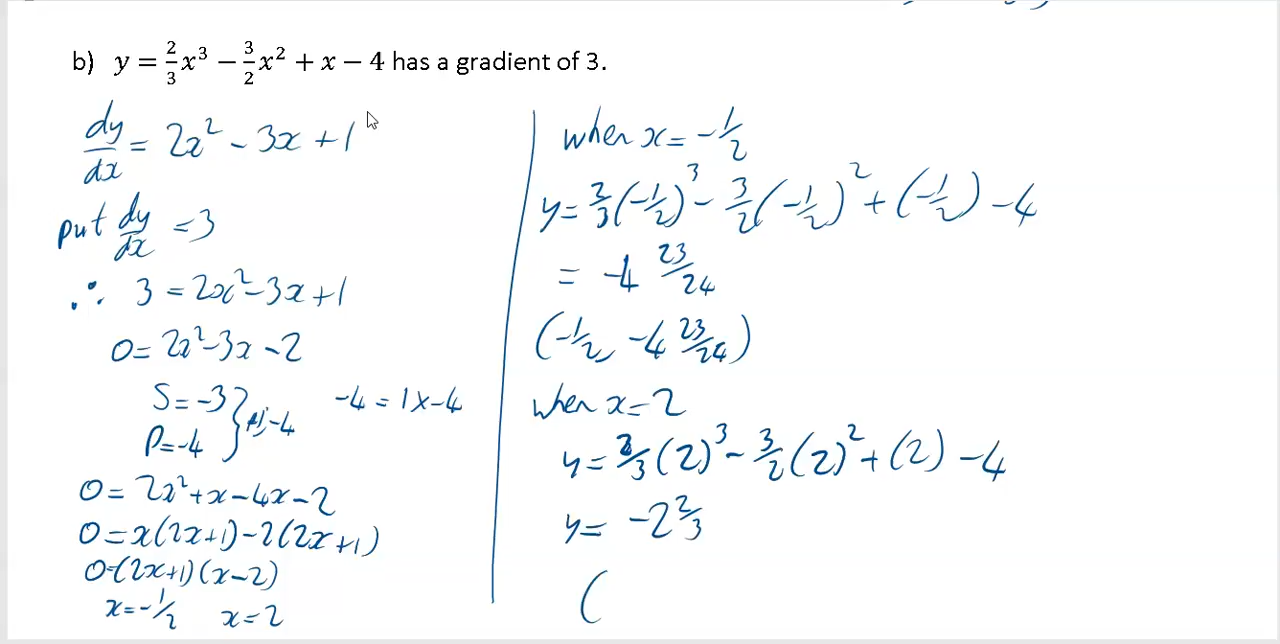 b) y = 2/3x³ − 3/2x² + x − 4 has a gradient of 3.
dy/dx = 2x² − 3x + 1
put dy/dx = 3
∴ 3 = 2x² − 3x + 1
0 = 2x² − 3x − 2
S = −3
P = −4
} 1, −4
−4 = 1 × −4
0 = 2x² + x − 4x − 2
0 = x(2x+1) − 2(2x+1)
0 = (2x+1)(x−2)
x = −1/2 x = 2
when x = −1/2
y = 2/3(−1/2)³ − 3/2(−1/2)² + (−1/2) − 4
= −4 23/24
(−1/2, −4 23/24)
when x = 2
y = 2/3(2)³ − 3/2(2)² + (2) − 4
y = −2 2/3
(